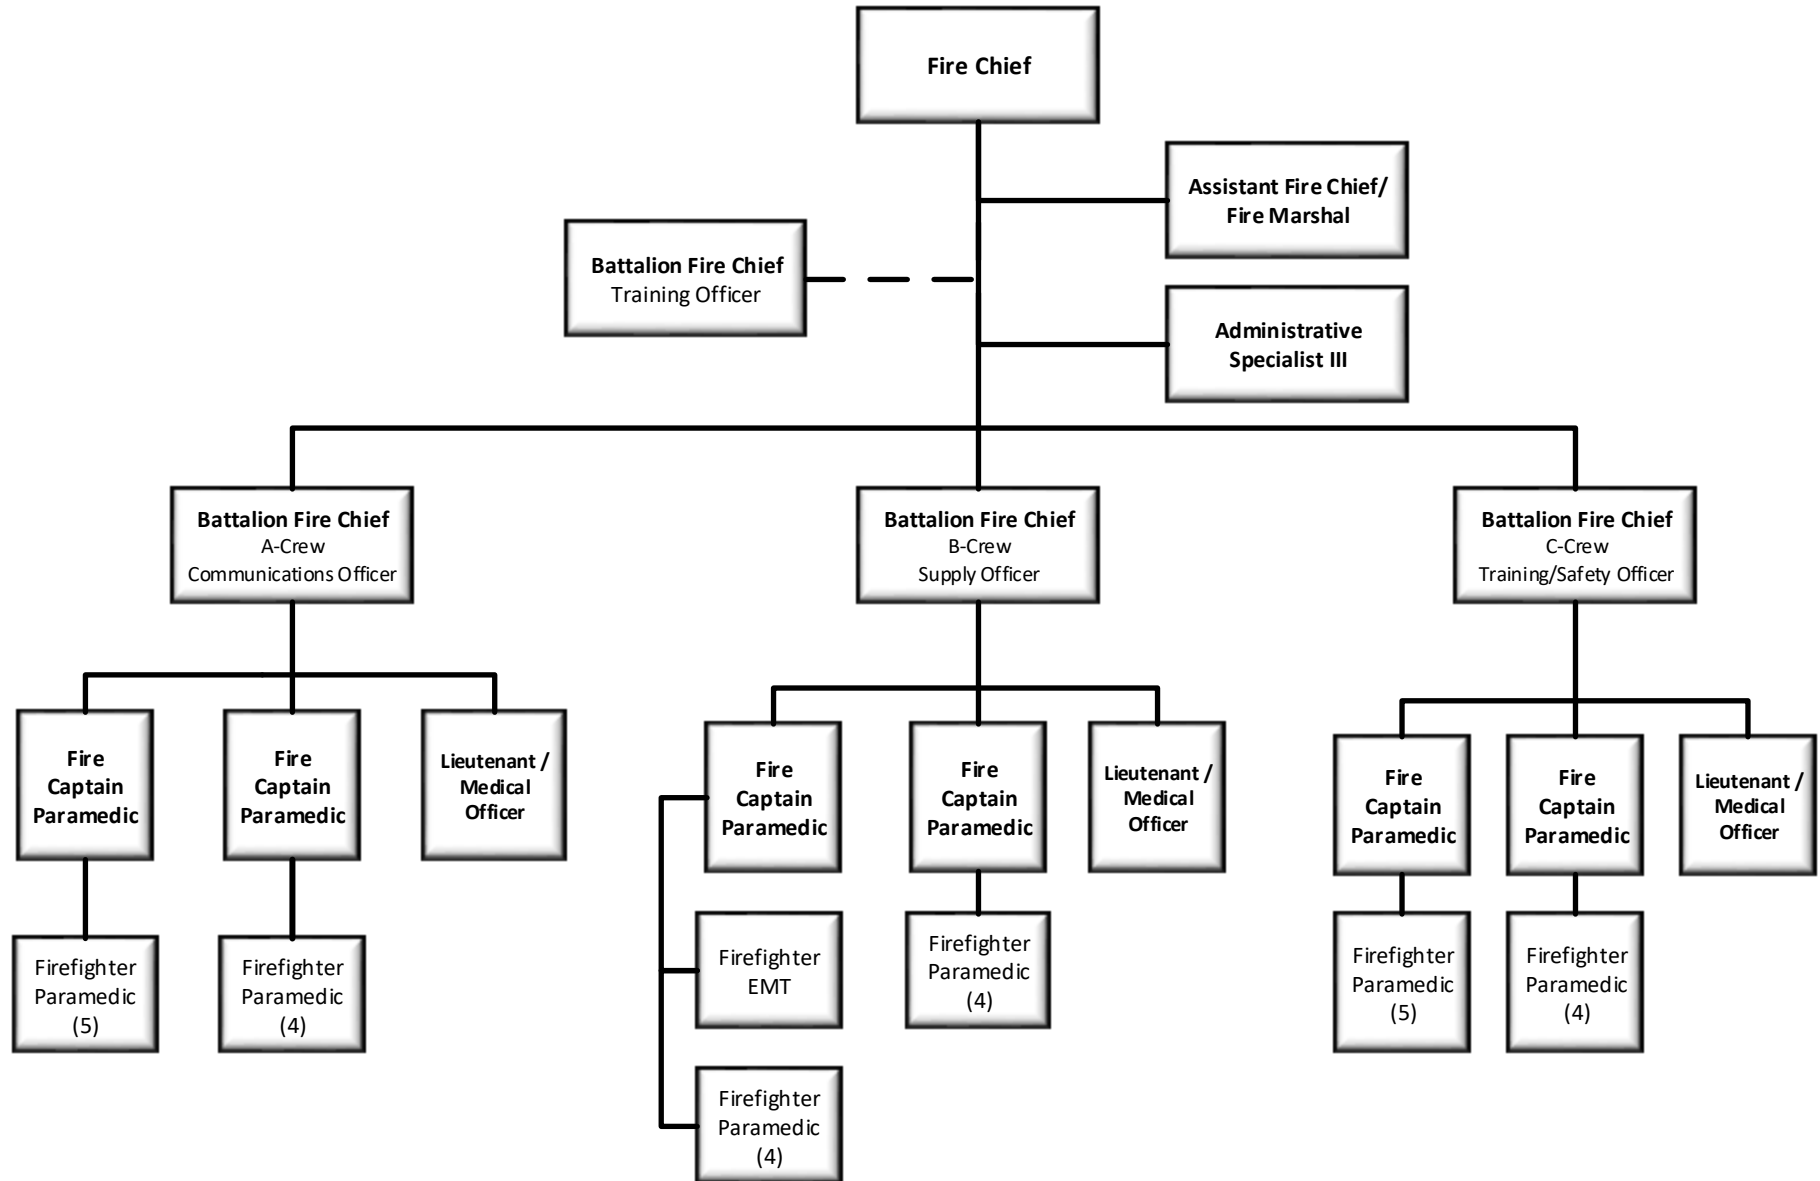 Fire Chief
Assistant Fire Chief/
Fire Marshal
Battalion Fire Chief
Training Officer
Administrative
Specialist III
Battalion Fire Chief
A-Crew
Communications Officer
Battalion Fire Chief
B-Crew
Supply Officer
Battalion Fire Chief
C-Crew
Training/Safety Officer
Fire
Captain
Paramedic
Fire
Captain
Paramedic
Lieutenant /
Medical
Officer
Fire
Captain
Paramedic
Fire
Captain
Paramedic
Lieutenant /
Medical
Officer
Fire
Captain
Paramedic
Fire
Captain
Paramedic
Lieutenant /
Medical
Officer
Firefighter
Paramedic
(5)
Firefighter
Paramedic
(4)
Firefighter
EMT
Firefighter
Paramedic
(4)
Firefighter
Paramedic
(4)
Firefighter
Paramedic
(5)
Firefighter
Paramedic
(4)